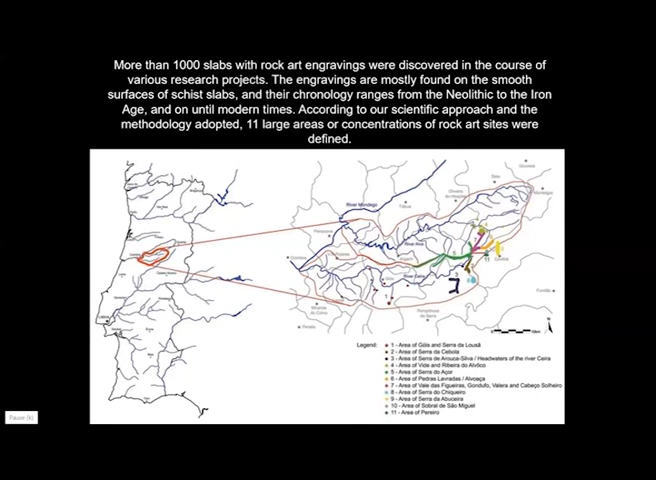 More than 1000 slabs with rock art engravings were discovered in the course of
various research projects. The engravings are mostly found on the smooth
surfaces of schist slabs, and their chronology ranges from the Neolithic to the Iron
Age, and on until modern times. According to our scientific approach and the
methodology adopted, 11 large areas or concentrations of rock art sites were
defined.
River Mondego
River Alva
River Ceira
Legend:
1 - Area of Góis and Serra da Lousã
2 - Area of Serra da Cebola
3 - Area of Serra de Arouca-Silva / Headwaters of the river Ceira
4 - Area of Vide and Ribeira do Alvôco
5 - Area of Serra do Açor
6 - Area of Pedras Lavradas / Alvoaça
7 - Area of Vale das Figueiras, Gondufo, Valera and Cabeço Solheiro
8 - Area of Serra do Chiqueiro
9 - Area of Serra da Abuceira
10 - Area of Sobral de São Miguel
11 - Area of Pereiro
Pause (k)